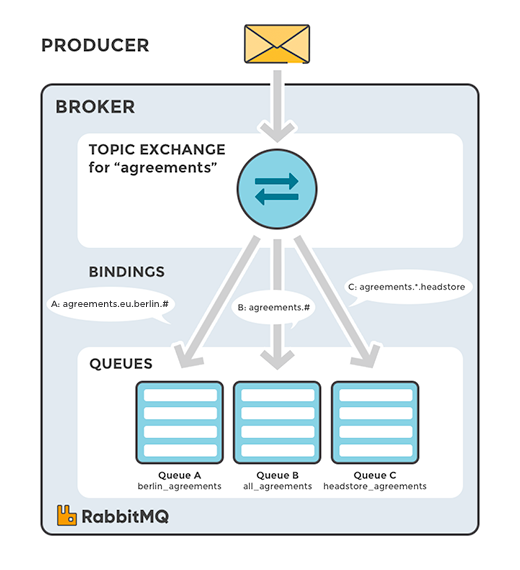 PRODUCER
BROKER
TOPIC EXCHANGE
for “agreements”
BINDINGS
C: agreements.*.headstore
A: agreements.eu.berlin.#
B: agreements.#
QUEUES
Queue A
berlin_agreements
Queue B
all_agreements
Queue C
headstore_agreements
RabbitMQ